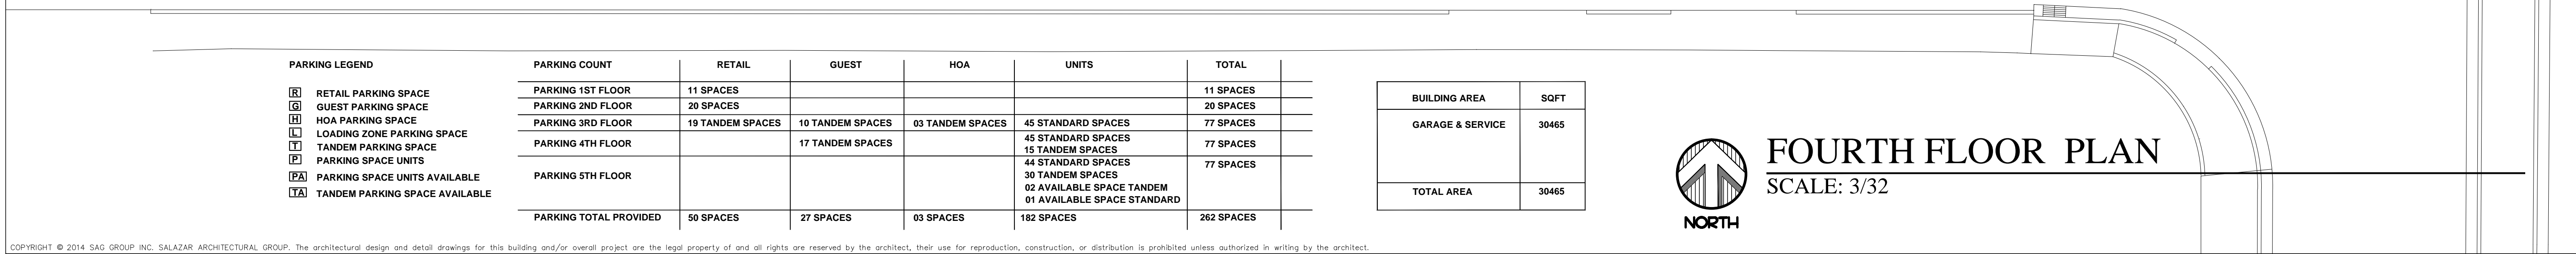 PARKING LEGEND
R RETAIL PARKING SPACE
G GUEST PARKING SPACE
H HOA PARKING SPACE
L LOADING ZONE PARKING SPACE
T TANDEM PARKING SPACE
P PARKING SPACE UNITS
PA PARKING SPACE UNITS AVAILABLE
TA TANDEM PARKING SPACE AVAILABLE
PARKING COUNT RETAIL GUEST HOA UNITS TOTAL
PARKING 1ST FLOOR 11 SPACES 11 SPACES
PARKING 2ND FLOOR 20 SPACES 20 SPACES
PARKING 3RD FLOOR 19 TANDEM SPACES 10 TANDEM SPACES 03 TANDEM SPACES 45 STANDARD SPACES 77 SPACES
PARKING 4TH FLOOR 17 TANDEM SPACES 45 STANDARD SPACES 77 SPACES
15 TANDEM SPACES
PARKING 5TH FLOOR 44 STANDARD SPACES 77 SPACES
30 TANDEM SPACES
02 AVAILABLE SPACE TANDEM
01 AVAILABLE SPACE STANDARD
PARKING TOTAL PROVIDED 50 SPACES 27 SPACES 03 SPACES 182 SPACES 262 SPACES
BUILDING AREA SQFT
GARAGE & SERVICE 30465
TOTAL AREA 30465
NORTH
FOURTH FLOOR PLAN
SCALE: 3/32
COPYRIGHT © 2014 SAG GROUP INC. SALAZAR ARCHITECTURAL GROUP. The architectural design and detail drawings for this building and/or overall project are the legal property of and all rights are reserved by the architect, their use for reproduction, construction, or distribution is prohibited unless authorized in writing by the architect.